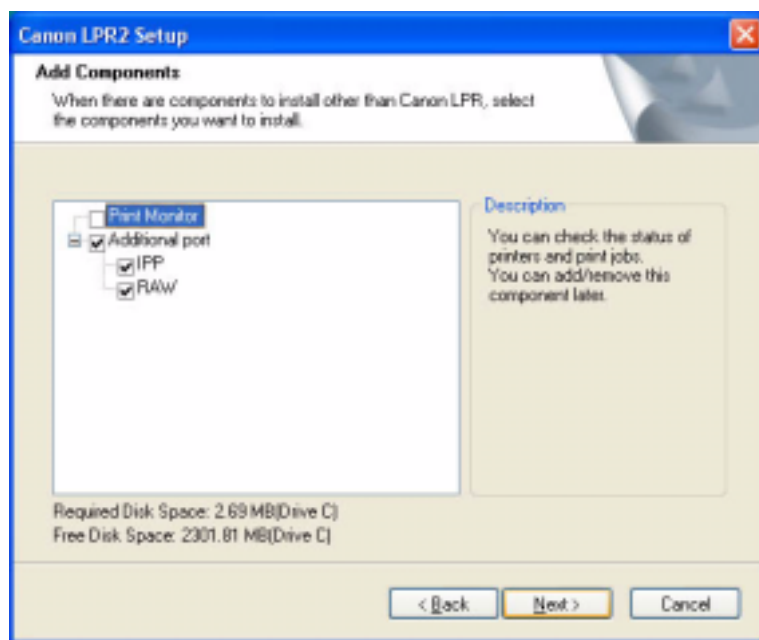 Canon LPR2 Setup
Add Components
When there are components to install other than Canon LPR, select
the components you want to install.
Print Monitor
Additional port
IPP
RAW
Description
You can check the status of
printers and print jobs.
You can add/remove this
component later.
Required Disk Space: 2.69 MB(Drive C)
Free Disk Space: 2301.81 MB(Drive C)
< Back
Next >
Cancel